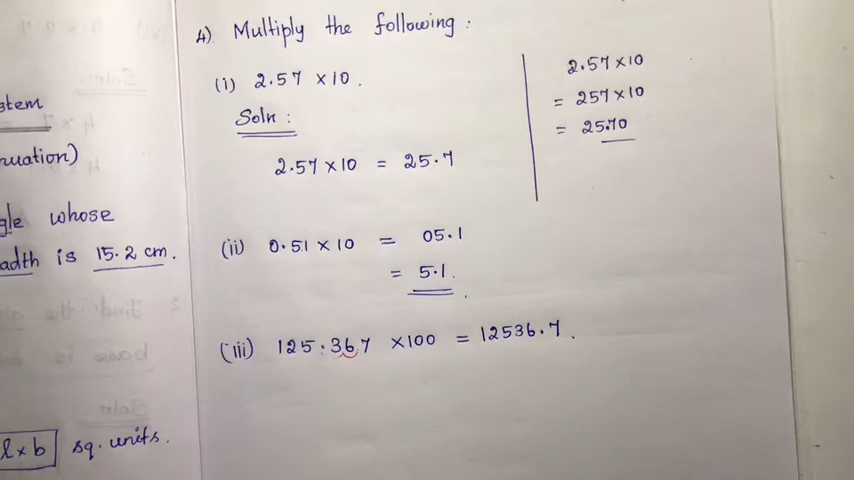 stem
nuation)
gle whose
adth is 15.2 cm.
l × b sq. units.
4) Multiply the following :
(i) 2.57 × 10 .
Soln :
2.57 × 10 = 25.7
2.57 × 10
= 257 × 10
= 25.70
(ii) 0.51 × 10 = 05.1
= 5.1 .
(iii) 125.367 × 100 = 12536.7 .